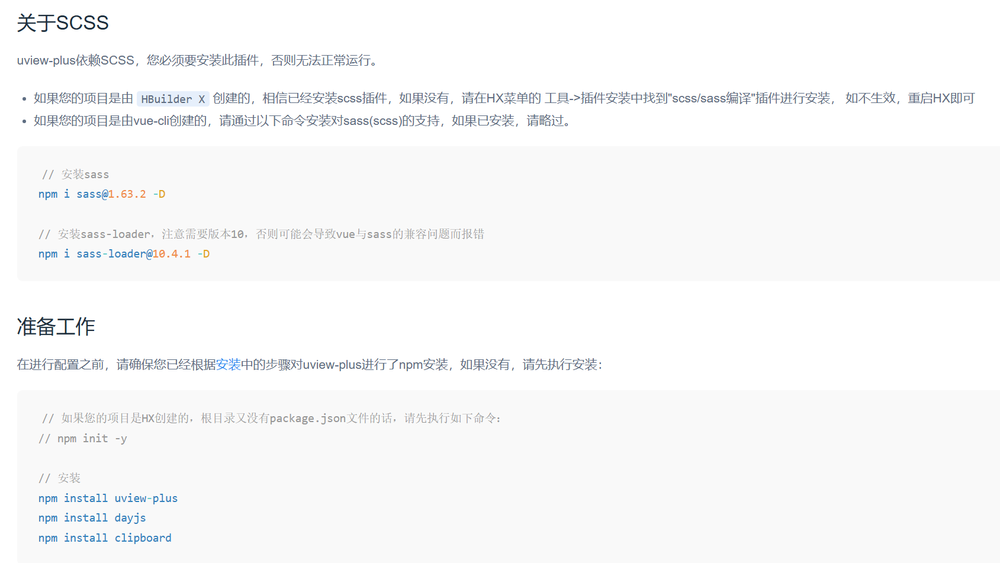 关于SCSS
uview-plus依赖SCSS，您必须要安装此插件，否则无法正常运行。
• 如果您的项目是由 HBuilder X 创建的，相信已经安装scss插件，如果没有，请在HX菜单的 工具->插件安装中找到"scss/sass编译"插件进行安装， 如不生效，重启HX即可
• 如果您的项目是由vue-cli创建的，请通过以下命令安装对sass(scss)的支持，如果已安装，请略过。
// 安装sass
npm i sass@1.63.2 -D
// 安装sass-loader，注意需要版本10，否则可能会导致vue与sass的兼容问题而报错
npm i sass-loader@10.4.1 -D
准备工作
在进行配置之前，请确保您已经根据安装中的步骤对uview-plus进行了npm安装，如果没有，请先执行安装：
// 如果您的项目是HX创建的，根目录又没有package.json文件的话，请先执行如下命令：
// npm init -y
// 安装
npm install uview-plus
npm install dayjs
npm install clipboard